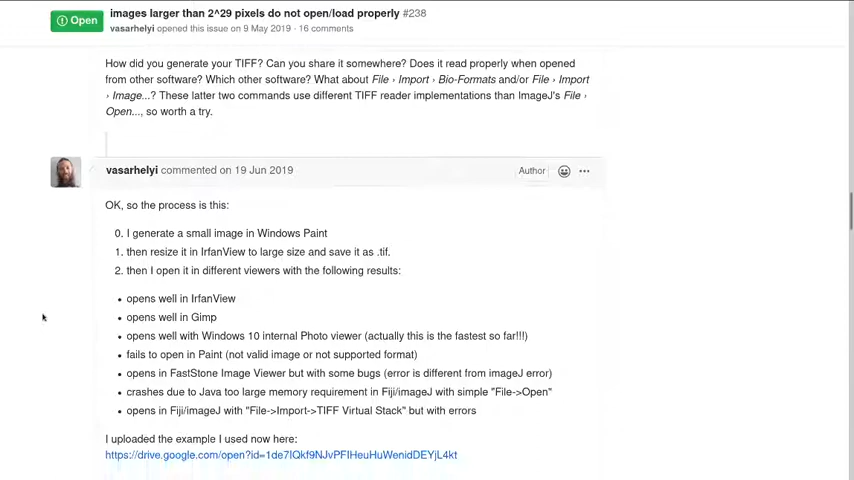 Open
images larger than 2^29 pixels do not open/load properly #238
vasarhelyi opened this issue on 9 May 2019 · 16 comments
How did you generate your TIFF? Can you share it somewhere? Does it read properly when opened
from other software? Which other software? What about File › Import › Bio-Formats and/or File › Import
› Image...? These latter two commands use different TIFF reader implementations than ImageJ's File ›
Open..., so worth a try.
vasarhelyi commented on 19 Jun 2019
Author
OK, so the process is this:
0. I generate a small image in Windows Paint
1. then resize it in IrfanView to large size and save it as .tif.
2. then I open it in different viewers with the following results:
• opens well in IrfanView
• opens well in Gimp
• opens well with Windows 10 internal Photo viewer (actually this is the fastest so far!!!)
• fails to open in Paint (not valid image or not supported format)
• opens in FastStone Image Viewer but with some bugs (error is different from imageJ error)
• crashes due to Java too large memory requirement in Fiji/imageJ with simple "File->Open"
• opens in Fiji/imageJ with "File->Import->TIFF Virtual Stack" but with errors
I uploaded the example I used now here:
https://drive.google.com/open?id=1de7IQkf9NJvPFIHeuHuWenidDEYjL4kt